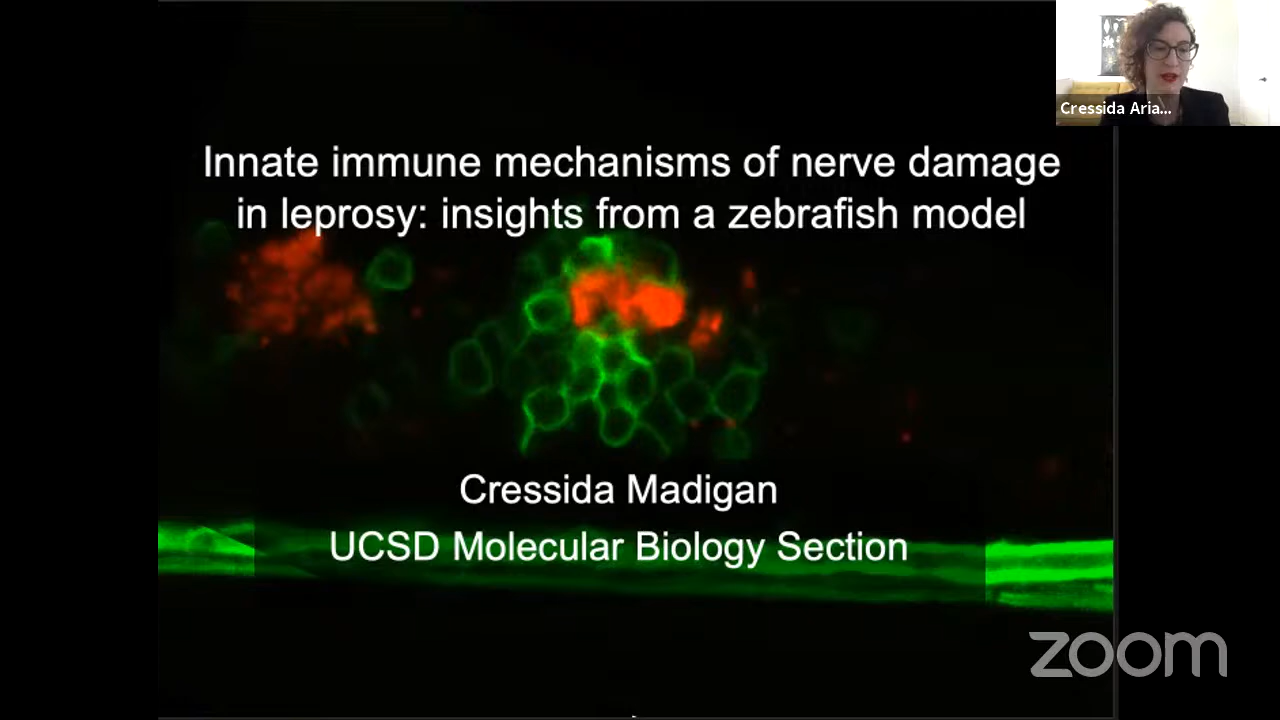 Cressida Aria...
Innate immune mechanisms of nerve damage
in leprosy: insights from a zebrafish model
Cressida Madigan
UCSD Molecular Biology Section
zoom